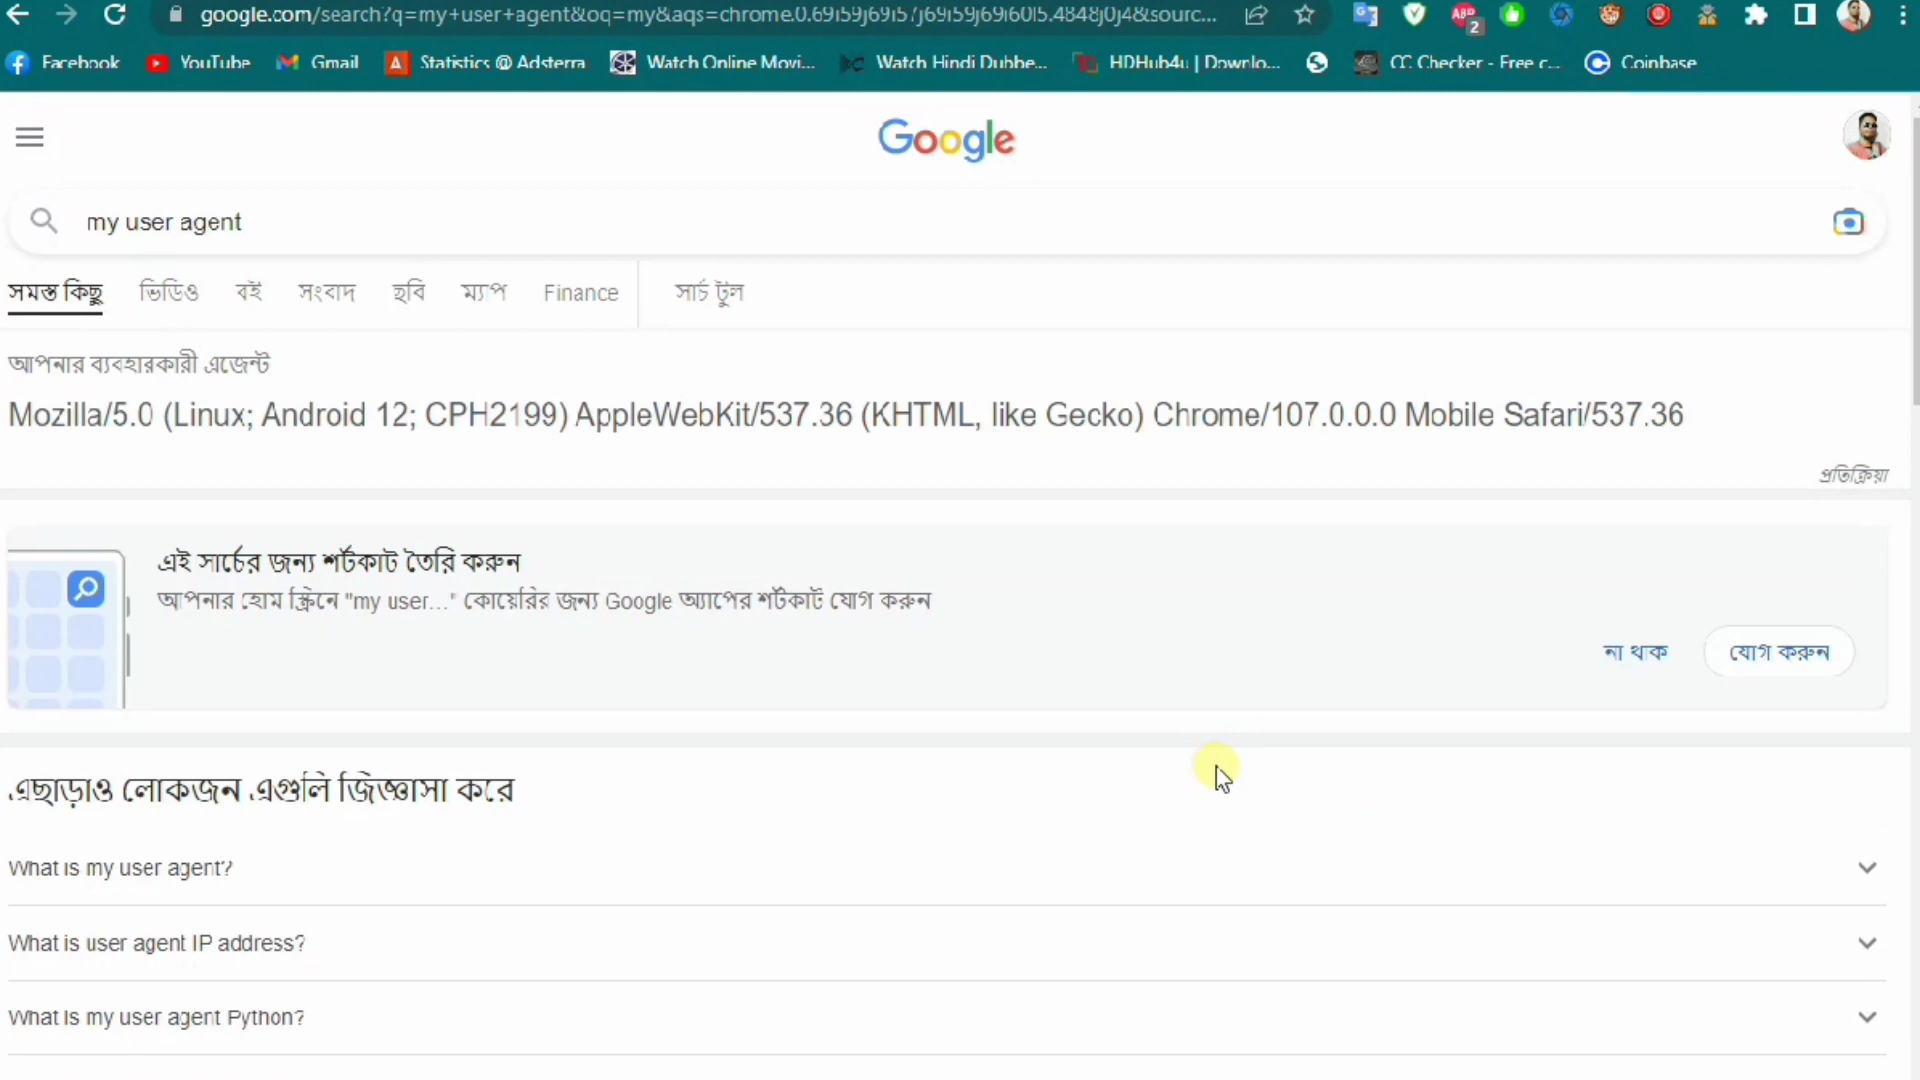 google.com/search?q=my+user+agent&oq=my&aqs=chrome.0.69i59j69i57j69i59j69i60l5.4848j0j4&sourc...
ABP 2
Facebook YouTube Gmail Statistics @ Adsterra Watch Online Movi... Watch Hindi Dubbe... HDHub4u | Downlo... CC Checker - Free c... Coinbase
Google
my user agent
সমস্ত কিছু ভিডিও বই সংবাদ ছবি ম্যাপ Finance সার্চ টুল
আপনার ব্যবহারকারী এজেন্ট
Mozilla/5.0 (Linux; Android 12; CPH2199) AppleWebKit/537.36 (KHTML, like Gecko) Chrome/107.0.0.0 Mobile Safari/537.36
প্রতিক্রিয়া
এই সার্চের জন্য শর্টকাট তৈরি করুন
আপনার হোম স্ক্রিনে "my user..." কোয়েরির জন্য Google অ্যাপের শর্টকাট যোগ করুন
না থাক যোগ করুন
এছাড়াও লোকজন এগুলি জিজ্ঞাসা করে
What is my user agent?
What is user agent IP address?
What is my user agent Python?